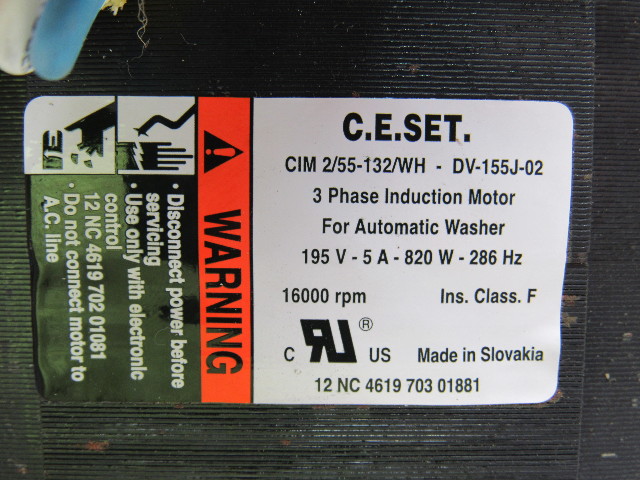 C.E.SET.
CIM 2/55-132/WH - DV-155J-02
3 Phase Induction Motor
For Automatic Washer
195 V - 5 A - 820 W - 286 Hz
16000 rpm Ins. Class. F
C RU ® US Made in Slovakia
12 NC 4619 703 01881
WARNING
• Disconnect power before
servicing
• Use only with electronic
control
12 NC 4619 702 01081
• Do not connect motor to
A.C. line